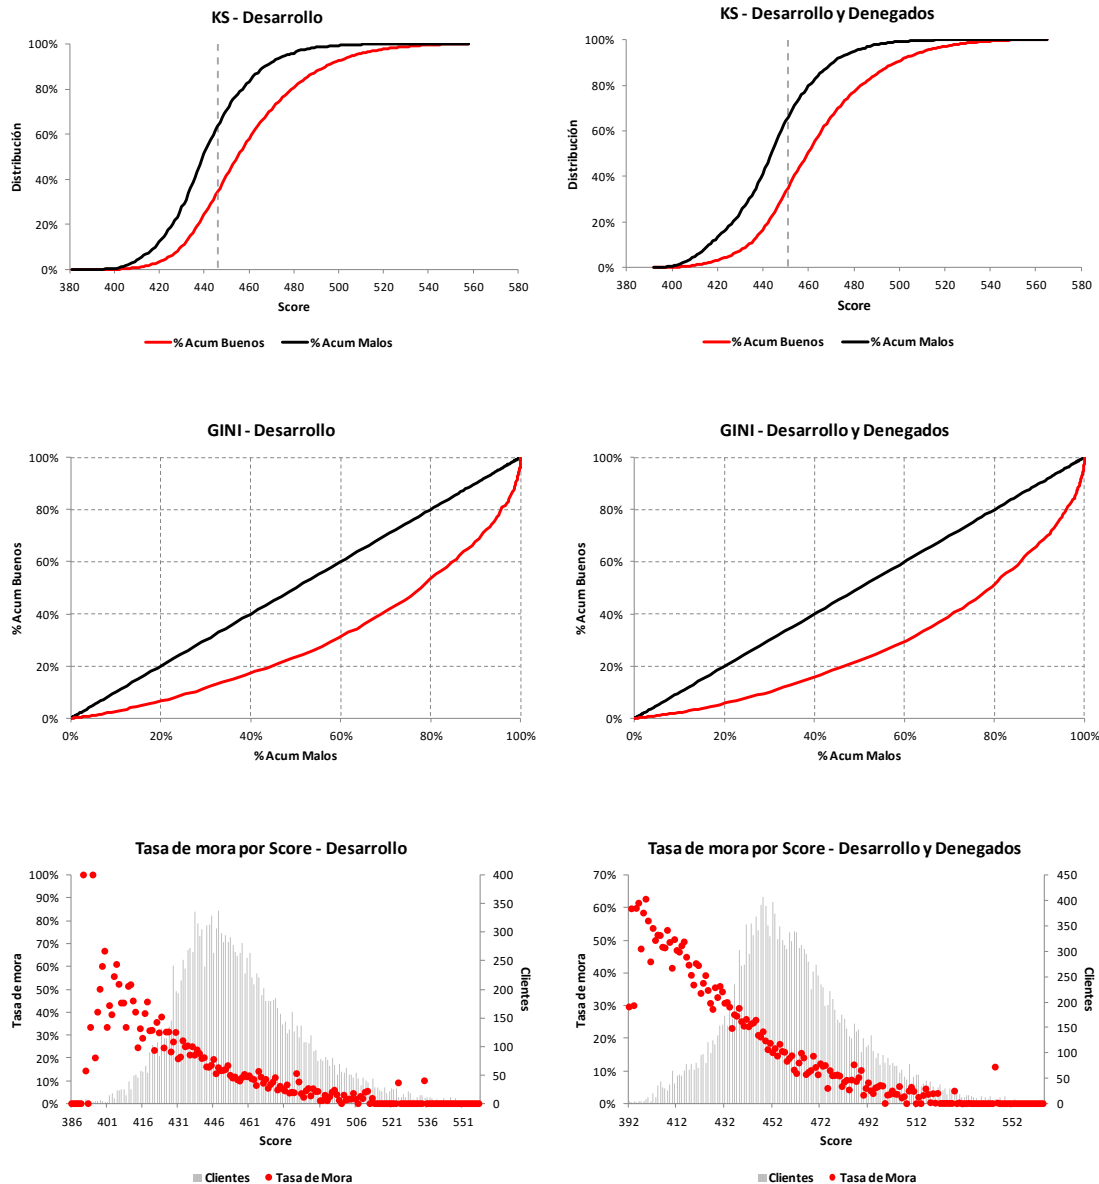 KS - Desarrollo
100%
80%
60%
40%
20%
0%
Distribución
380 400 420 440 460 480 500 520 540 560 580
Score
% Acum Buenos % Acum Malos
KS - Desarrollo y Denegados
100%
80%
60%
40%
20%
0%
Distribución
380 400 420 440 460 480 500 520 540 560 580
Score
% Acum Buenos % Acum Malos
GINI - Desarrollo
100%
80%
60%
40%
20%
0%
% Acum Buenos
0% 20% 40% 60% 80% 100%
% Acum Malos
GINI - Desarrollo y Denegados
100%
80%
60%
40%
20%
0%
% Acum Buenos
0% 20% 40% 60% 80% 100%
% Acum Malos
Tasa de mora por Score - Desarrollo
100%
90%
80%
70%
60%
50%
40%
30%
20%
10%
0%
Tasa de mora
400
350
300
250
200
150
100
50
0
Clientes
386 401 416 431 446 461 476 491 506 521 536 551
Score
Clientes Tasa de Mora
Tasa de mora por Score - Desarrollo y Denegados
70%
60%
50%
40%
30%
20%
10%
0%
Tasa de mora
450
400
350
300
250
200
150
100
50
0
Clientes
392 412 432 452 472 492 512 532 552
Score
Clientes Tasa de Mora